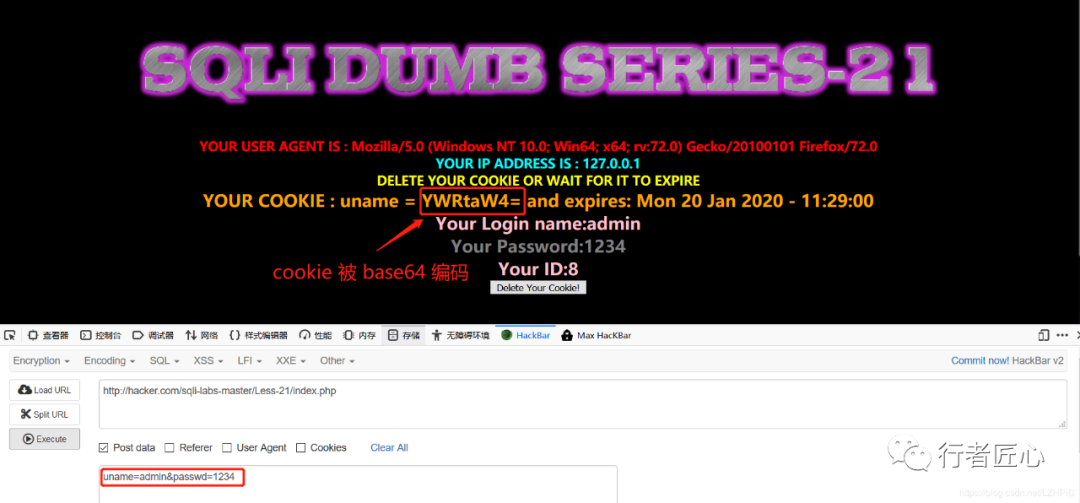 SQLI DUMB SERIES-21
YOUR USER AGENT IS : Mozilla/5.0 (Windows NT 10.0; Win64; x64; rv:72.0) Gecko/20100101 Firefox/72.0
YOUR IP ADDRESS IS : 127.0.0.1
DELETE YOUR COOKIE OR WAIT FOR IT TO EXPIRE
YOUR COOKIE : uname = YWRtaW4= and expires: Mon 20 Jan 2020 - 11:29:00
Your Login name:admin
Your Password:1234
cookie 被 base64 编码
Your ID:8
Delete Your Cookie!
查看器 控制台 调试器 网络 {} 样式编辑器 性能 内存 存储 无障碍环境 HackBar Max HacKBar
Encryption Encoding SQL XSS LFI XXE Other Commit now! HackBar v2
Load URL
http://hacker.com/sqli-labs-master/Less-21/index.php
Split URL
Execute
Post data Referer User Agent Cookies Clear All
uname=admin&passwd=1234
行者匠心